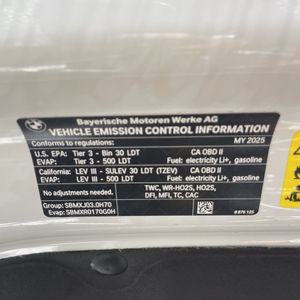 Bayerische Motoren Werke AG
VEHICLE EMISSION CONTROL INFORMATION
Conforms to regulations: MY 2025
U.S. EPA: Tier 3 - Bin 30 LDT CA OBD II
EVAP: Tier 3 - 500 LDT Fuel: electricity Li+, gasoline
California: LEV III - SULEV 30 LDT (TZEV) CA OBD II
EVAP: LEV III - 500 LDT Fuel: electricity Li+, gasoline
No adjustments needed. TWC, WR-HO2S, HO2S,
DFI, MFI, TC, CAC
Group: SBMXJ03.0H70
Evap: SBMXR0170G0H